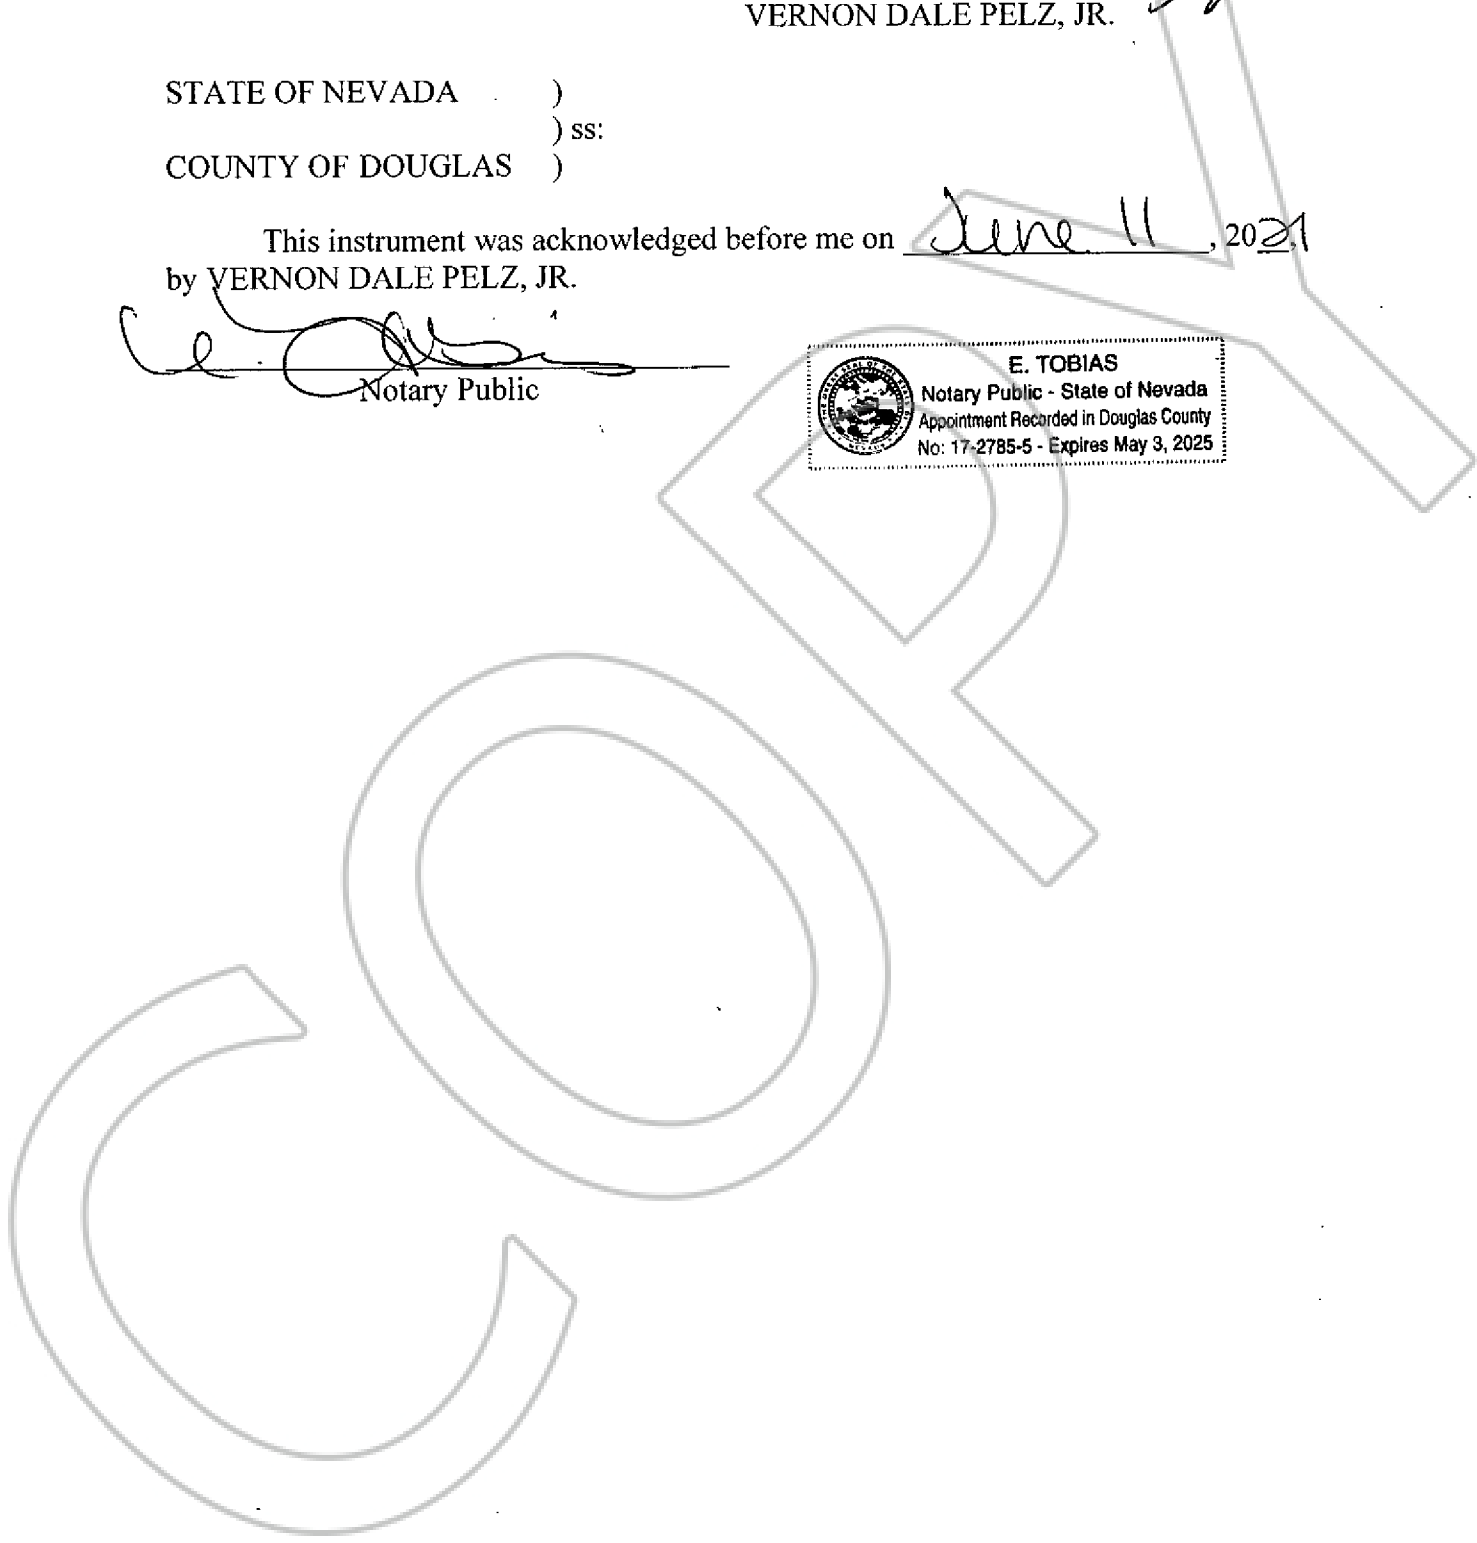 VERNON DALE PELZ, JR.
STATE OF NEVADA )
) ss:
COUNTY OF DOUGLAS )
This instrument was acknowledged before me on June 11, 2021
by VERNON DALE PELZ, JR.
Notary Public
E. TOBIAS
Notary Public - State of Nevada
Appointment Recorded in Douglas County
No: 17-2785-5 - Expires May 3, 2025
COPY